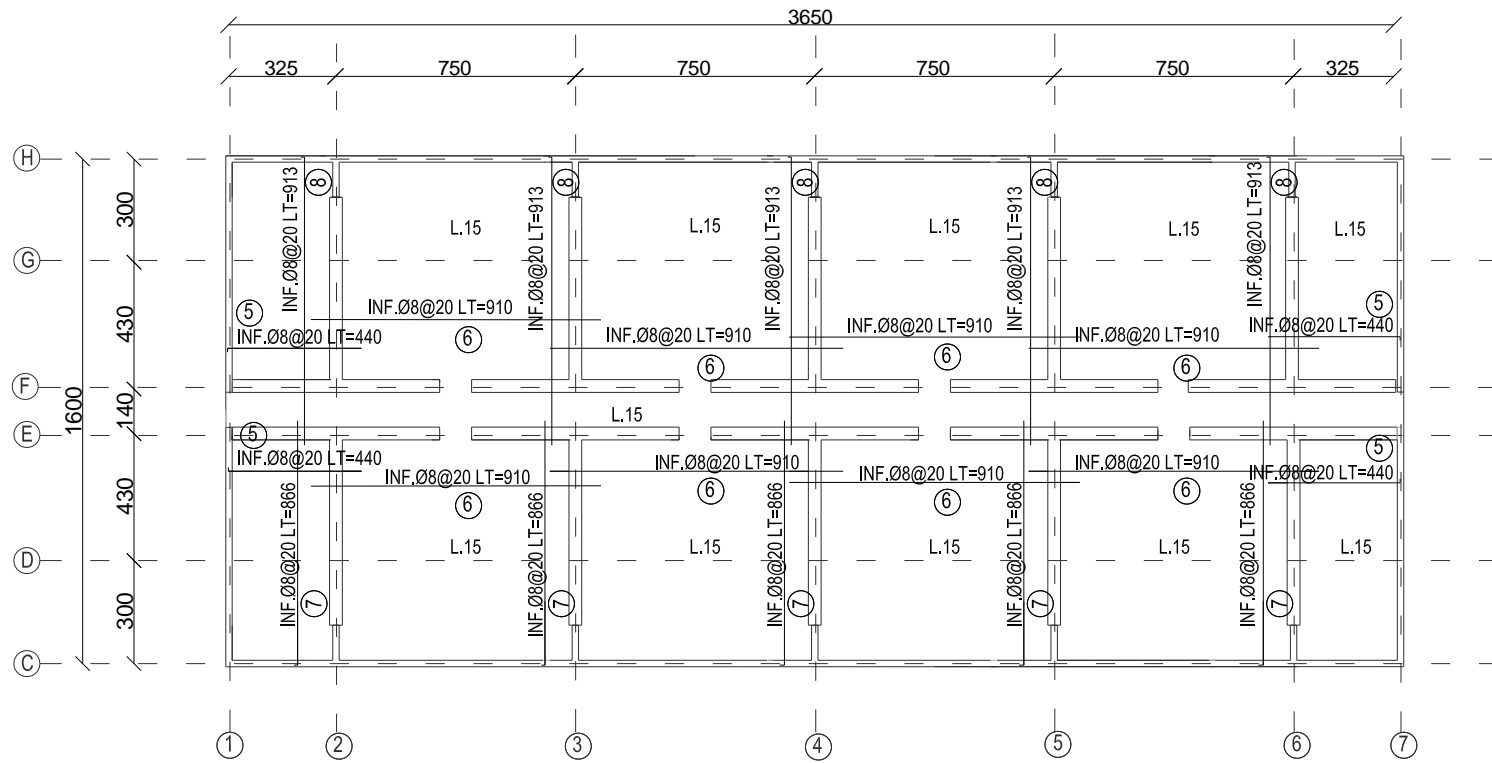 3650
325 750 750 750 750 325
H
G
F
E
D
C
300
430
140
430
300
1600
INF.Ø8@20 LT=913
8
INF.Ø8@20 LT=913
8
INF.Ø8@20 LT=913
8
INF.Ø8@20 LT=913
8
INF.Ø8@20 LT=913
8
L.15
L.15
L.15
L.15
L.15
5
INF.Ø8@20 LT=440
INF.Ø8@20 LT=910
6
INF.Ø8@20 LT=910
6
INF.Ø8@20 LT=910
6
INF.Ø8@20 LT=910
6
5
INF.Ø8@20 LT=440
L.15
5
INF.Ø8@20 LT=440
INF.Ø8@20 LT=910
6
INF.Ø8@20 LT=910
6
INF.Ø8@20 LT=910
6
INF.Ø8@20 LT=910
6
5
INF.Ø8@20 LT=440
INF.Ø8@20 LT=866
7
INF.Ø8@20 LT=866
7
INF.Ø8@20 LT=866
7
INF.Ø8@20 LT=866
7
INF.Ø8@20 LT=866
7
L.15
L.15
L.15
L.15
L.15
1 2 3 4 5 6 7